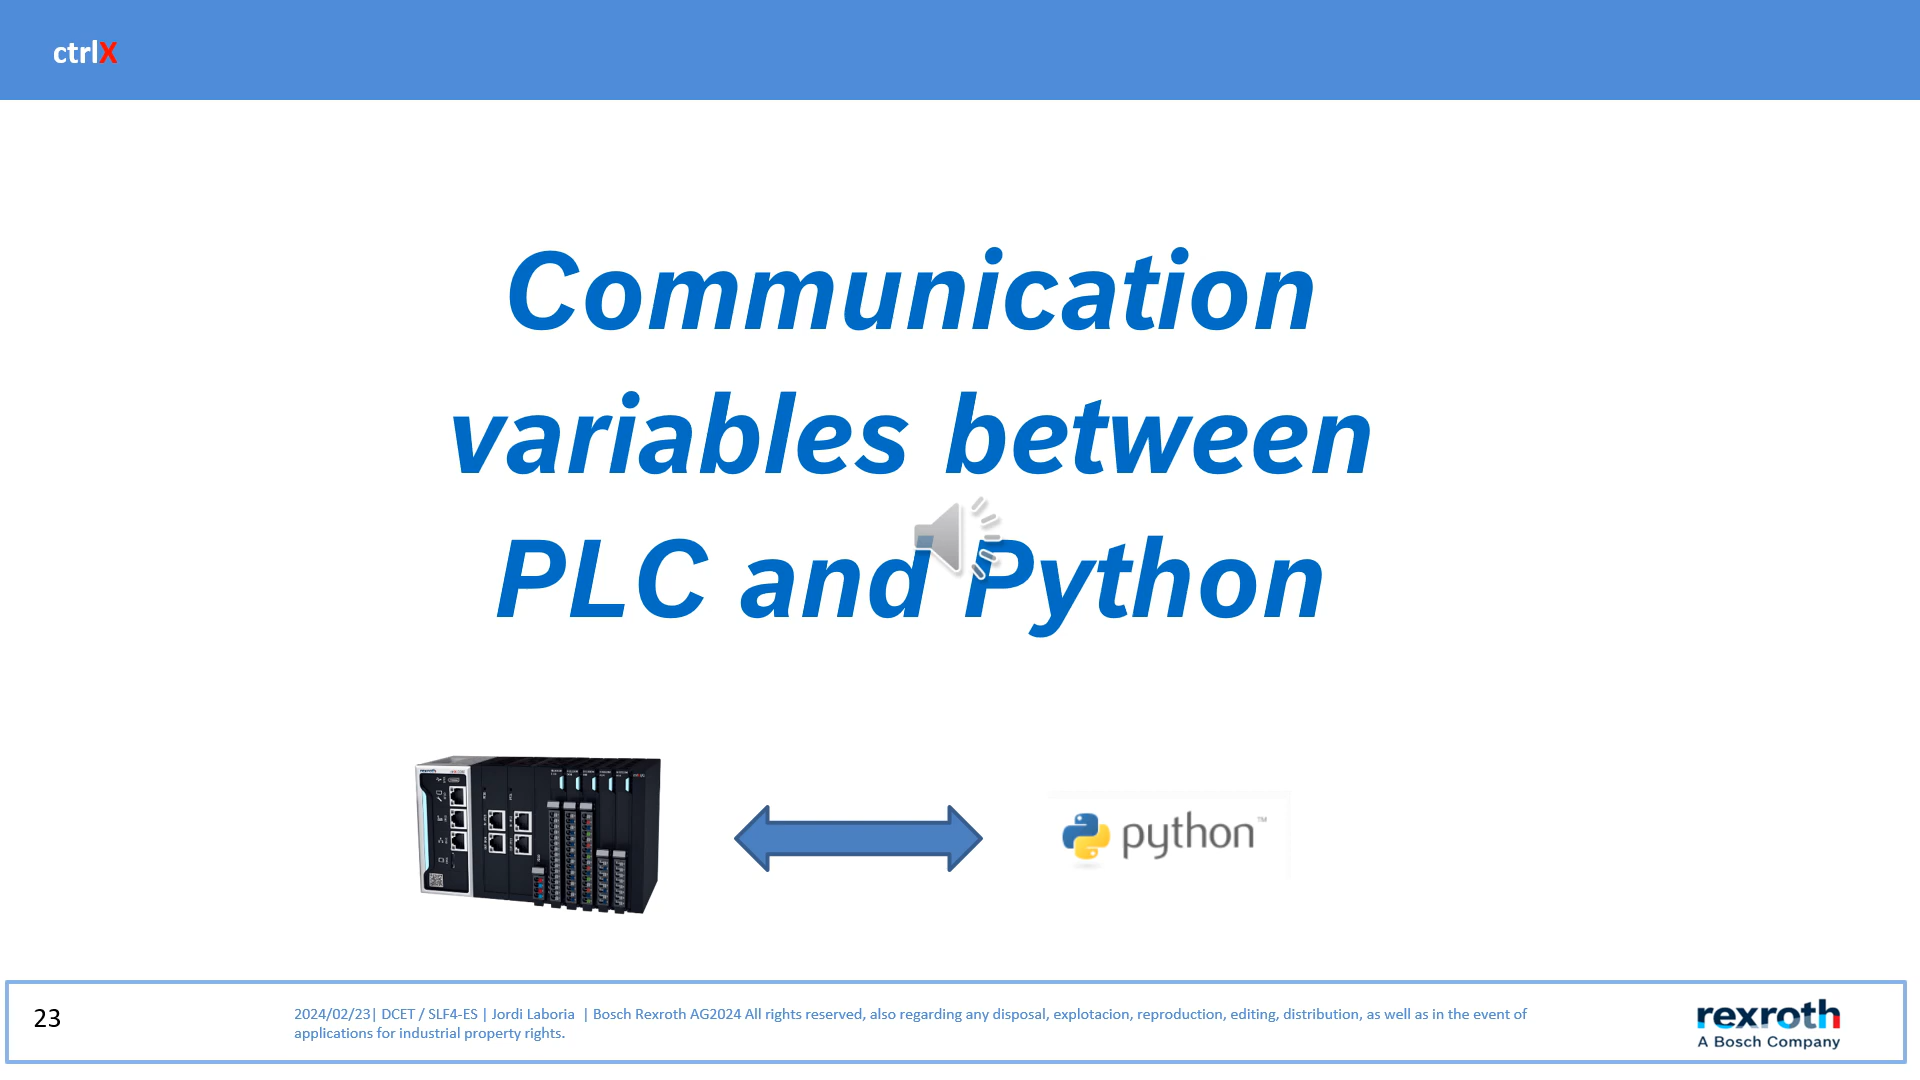 ctrlX
Communication
variables between
PLC and Python
rexroth
python™
23
2024/02/23| DCET / SLF4-ES | Jordi Laboria | Bosch Rexroth AG2024 All rights reserved, also regarding any disposal, explotacion, reproduction, editing, distribution, as well as in the event of
applications for industrial property rights.
rexroth
A Bosch Company